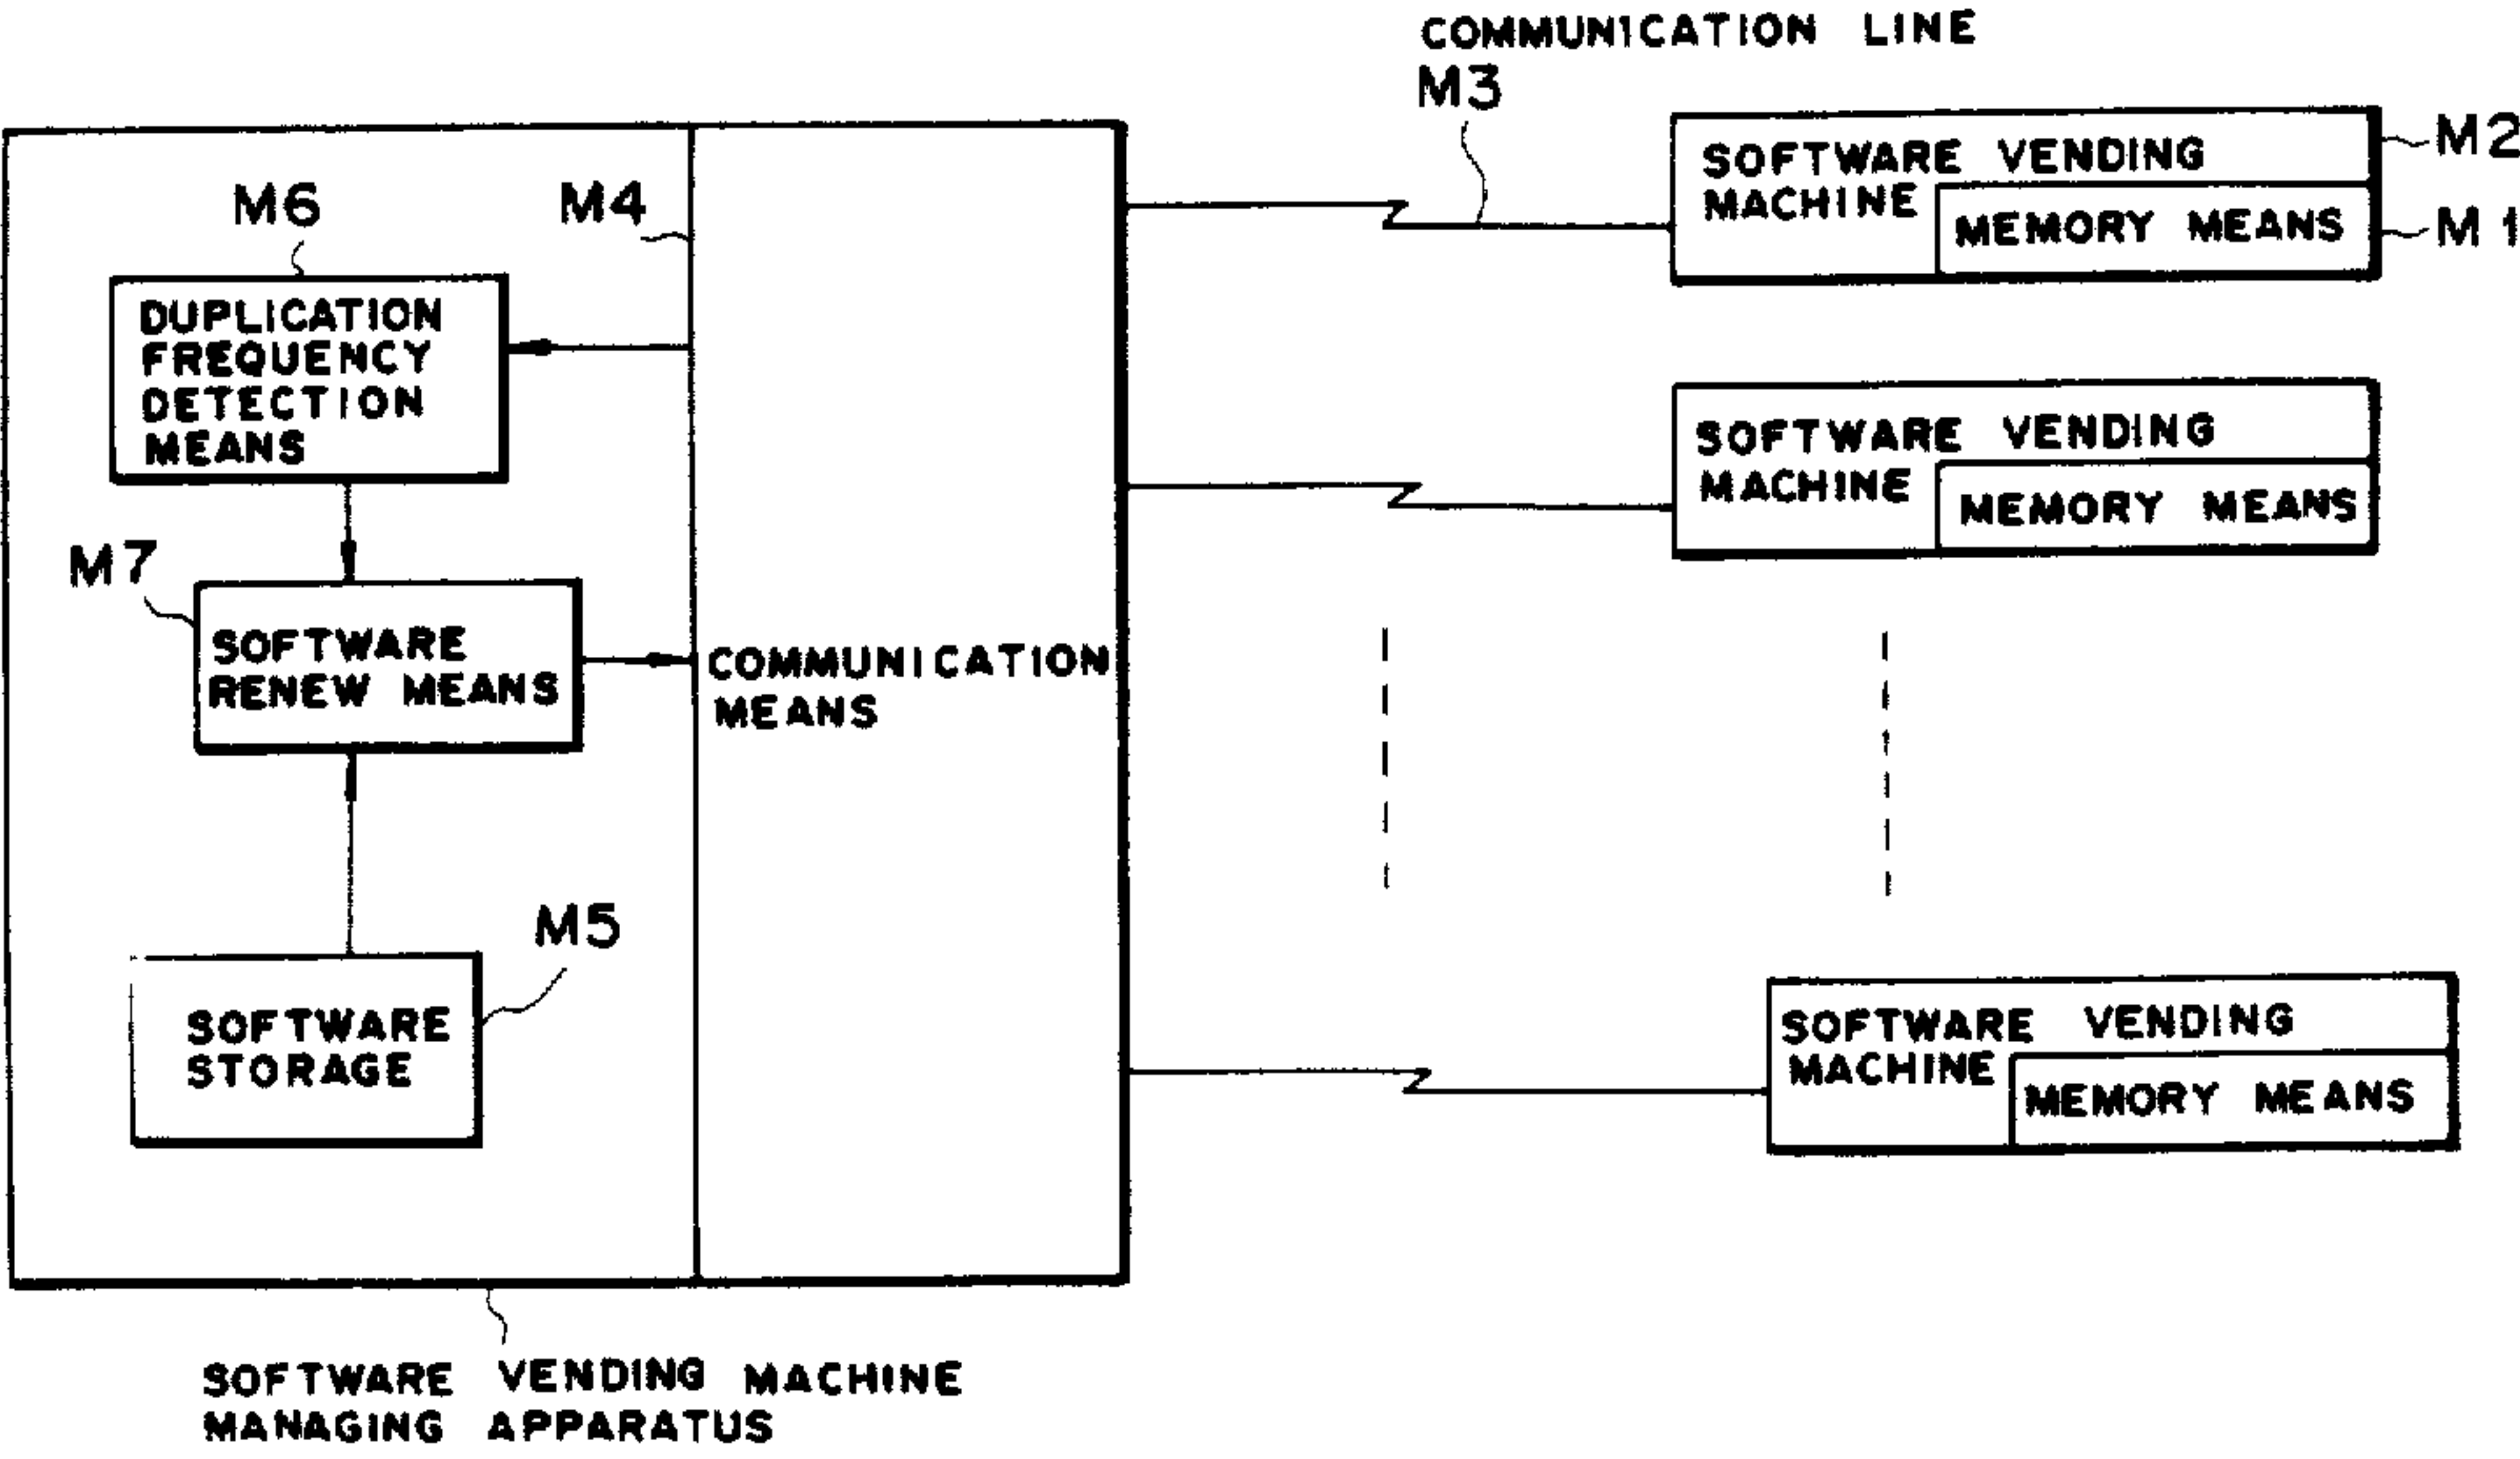 COMMUNICATION LINE
M3
M6
M4
DUPLICATION
FREQUENCY
DETECTION
MEANS
M7
SOFTWARE
RENEW MEANS
COMMUNICATION
MEANS
M5
SOFTWARE
STORAGE
SOFTWARE VENDING MACHINE
MANAGING APPARATUS
SOFTWARE VENDING
MACHINE
MEMORY MEANS
M2
M1
SOFTWARE VENDING
MACHINE
MEMORY MEANS
SOFTWARE VENDING
MACHINE
MEMORY MEANS